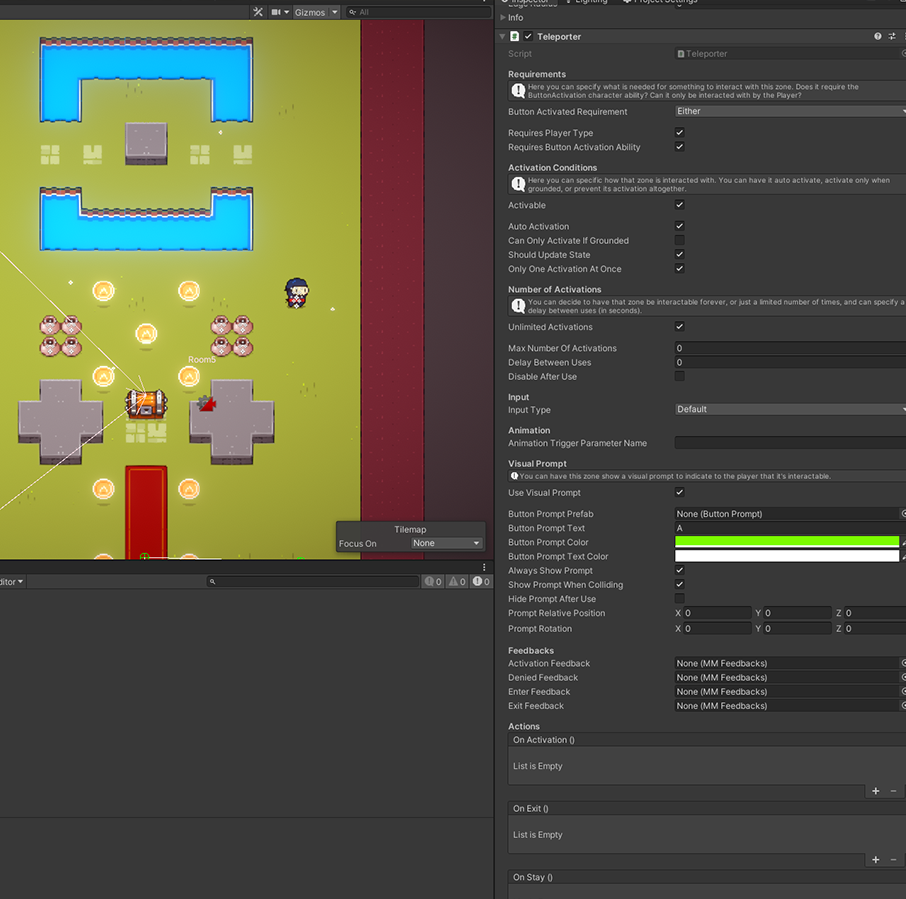 Inspector
Lighting
Project Settings
Edge Radius
Info
Gizmos
All
Teleporter
Script
Teleporter
Requirements
Here you can specify what is needed for something to interact with this zone. Does it require the
ButtonActivation character ability? Can it only be interacted with by the Player?
Button Activated Requirement
Either
Requires Player Type
Requires Button Activation Ability
Activation Conditions
Here you can specific how that zone is interacted with. You can have it auto activate, activate only when
grounded, or prevent its activation altogether.
Activable
Auto Activation
Can Only Activate If Grounded
Should Update State
Only One Activation At Once
Number of Activations
You can decide to have that zone be interactable forever, or just a limited number of times, and can specify a
delay between uses (in seconds).
Unlimited Activations
Max Number Of Activations
0
Delay Between Uses
0
Disable After Use
Input
Input Type
Default
Animation
Animation Trigger Parameter Name
Visual Prompt
You can have this zone show a visual prompt to indicate to the player that it's interactable.
Use Visual Prompt
Button Prompt Prefab
None (Button Prompt)
Button Prompt Text
A
Button Prompt Color
Button Prompt Text Color
Always Show Prompt
Show Prompt When Colliding
Hide Prompt After Use
Prompt Relative Position
X 0 Y 0 Z 0
Prompt Rotation
X 0 Y 0 Z 0
Feedbacks
Activation Feedback
None (MM Feedbacks)
Denied Feedback
None (MM Feedbacks)
Enter Feedback
None (MM Feedbacks)
Exit Feedback
None (MM Feedbacks)
Actions
On Activation ()
List is Empty
On Exit ()
List is Empty
On Stay ()
Room5
Tilemap
Focus On
None
ditor
0
0
0